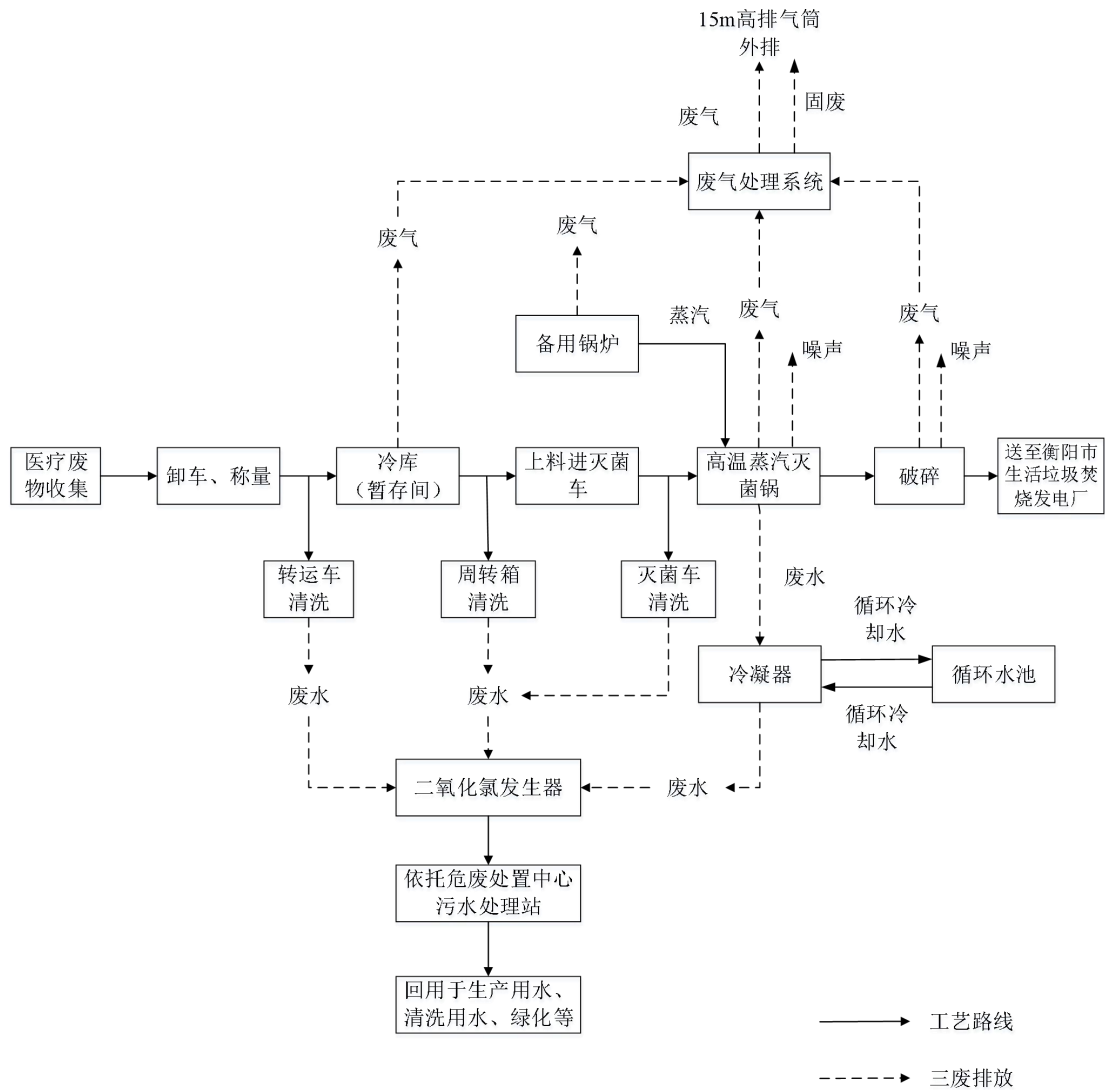 15m高排气筒
外排
固废
废气
废气处理系统
废气
废气
蒸汽
废气
废气
备用锅炉
噪声
噪声
医疗废
物收集
卸车、称量
冷库
（暂存间）
上料进灭菌
车
高温蒸汽灭
菌锅
破碎
送至衡阳市
生活垃圾焚
烧发电厂
转运车
清洗
周转箱
清洗
灭菌车
清洗
废水
循环冷
却水
冷凝器
循环水池
废水
废水
循环冷
却水
二氧化氯发生器
废水
依托危废处置中心
污水处理站
回用于生产用水、
清洗用水、绿化等
工艺路线
三废排放